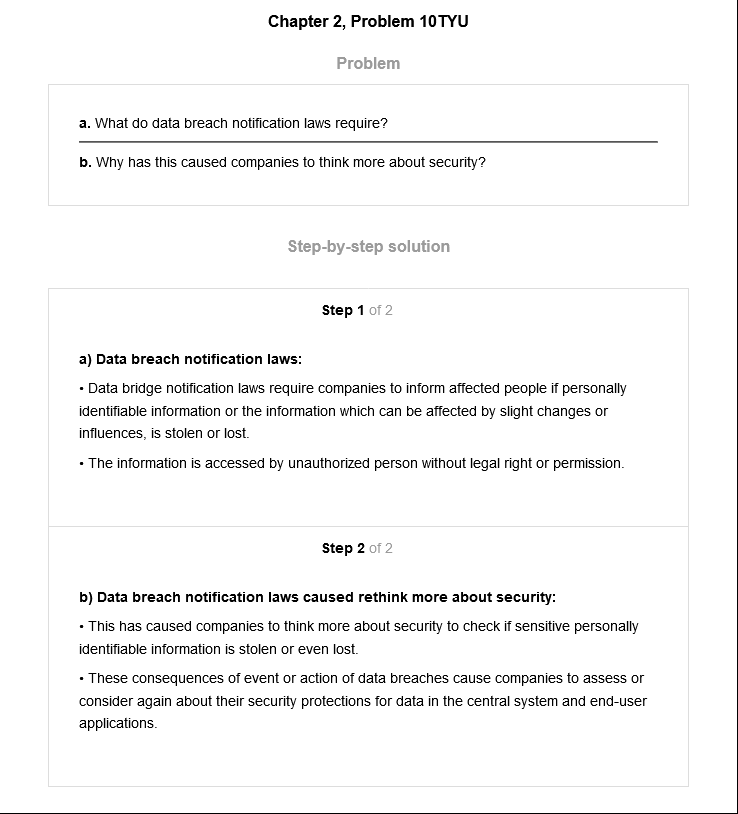 Chapter 2, Problem 10TYU
Problem
a. What do data breach notification laws require?
b. Why has this caused companies to think more about security?
Step-by-step solution
Step 1 of 2
a) Data breach notification laws:
• Data bridge notification laws require companies to inform affected people if personally
identifiable information or the information which can be affected by slight changes or
influences, is stolen or lost.
• The information is accessed by unauthorized person without legal right or permission.
Step 2 of 2
b) Data breach notification laws caused rethink more about security:
• This has caused companies to think more about security to check if sensitive personally
identifiable information is stolen or even lost.
• These consequences of event or action of data breaches cause companies to assess or
consider again about their security protections for data in the central system and end-user
applications.